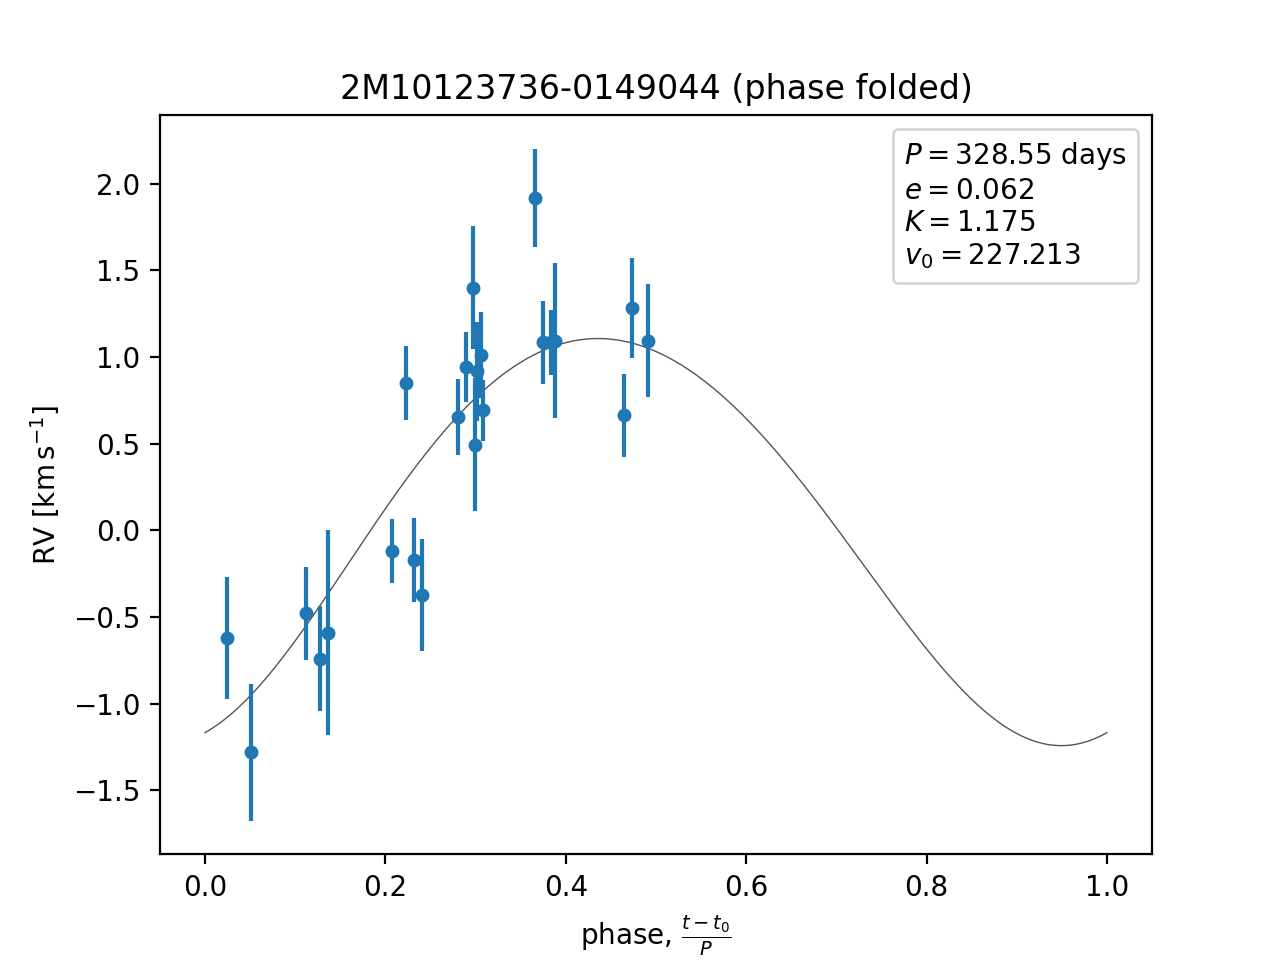 2M10123736-0149044 (phase folded)
P = 328.55 days
e = 0.062
K = 1.175
v₀ = 227.213
2.0
1.5
1.0
0.5
0.0
−0.5
−1.0
−1.5
RV [km s⁻¹]
0.0 0.2 0.4 0.6 0.8 1.0
phase, (t − t₀)/P